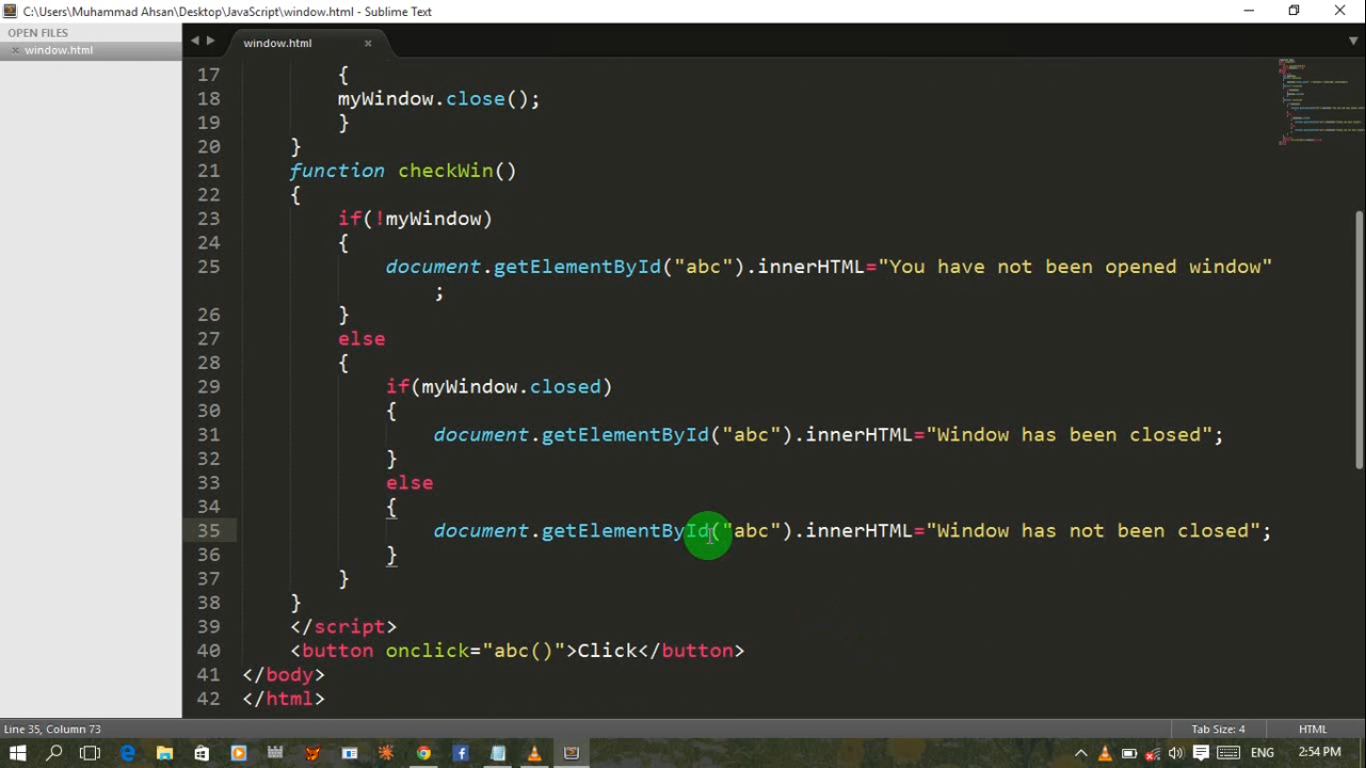 C:\Users\Muhammad Ahsan\Desktop\JavaScript\window.html - Sublime Text
OPEN FILES
window.html
window.html
17 {
18 myWindow.close();
19 }
20 }
21 function checkWin()
22 {
23 if(!myWindow)
24 {
25 document.getElementById("abc").innerHTML="You have not been opened window"
;
26 }
27 else
28 {
29 if(myWindow.closed)
30 {
31 document.getElementById("abc").innerHTML="Window has been closed";
32 }
33 else
34 {
35 document.getElementById("abc").innerHTML="Window has not been closed";
36 }
37 }
38 }
39 </script>
40 <button onclick="abc()">Click</button>
41 </body>
42 </html>
Line 35, Column 73
Tab Size: 4
HTML
ENG
2:54 PM